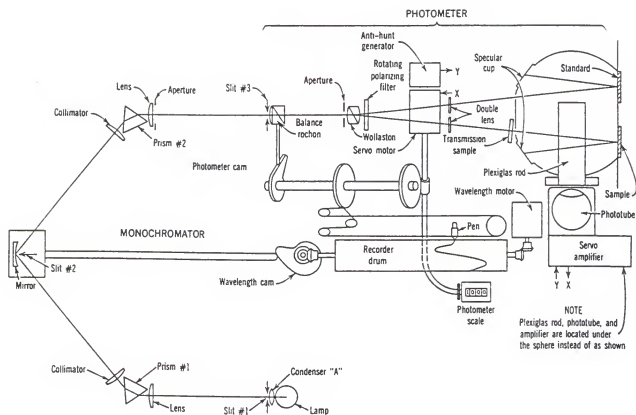 PHOTOMETER
Anti-hunt
generator
Y
Rotating
polarizing
filter
Specular
cup
Standard
Lens
Aperture
Slit #3
Aperture
X
Collimator
Prism #2
Balance
rochon
Wollaston
Servo motor
Double
lens
Transmission
sample
Photometer cam
Plexiglas rod
Sample
Wavelength motor
Phototube
MONOCHROMATOR
Pen
Slit #2
Mirror
Recorder
drum
Servo
amplifier
Wavelength cam
Y X
Photometer
scale
NOTE
Plexiglas rod, phototube, and
amplifier are located under
the sphere instead of as shown
Collimator
Prism #1
Condenser "A"
Lens
Slit #1
Lamp